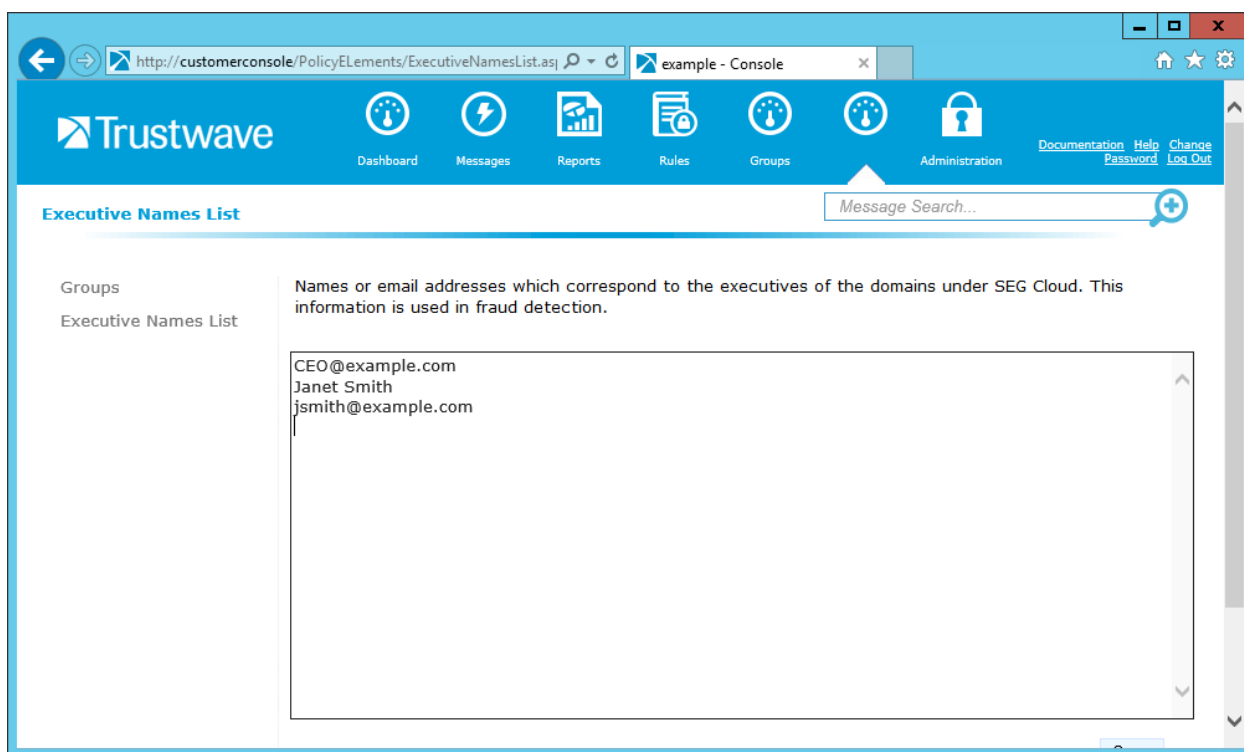 http://customerconsole/PolicyELements/ExecutiveNamesList.as
example - Console
Trustwave
Dashboard
Messages
Reports
Rules
Groups
Administration
Documentation Help Change
Password Log Out
Executive Names List
Message Search...
Groups
Executive Names List
Names or email addresses which correspond to the executives of the domains under SEG Cloud. This
information is used in fraud detection.
CEO@example.com
Janet Smith
jsmith@example.com